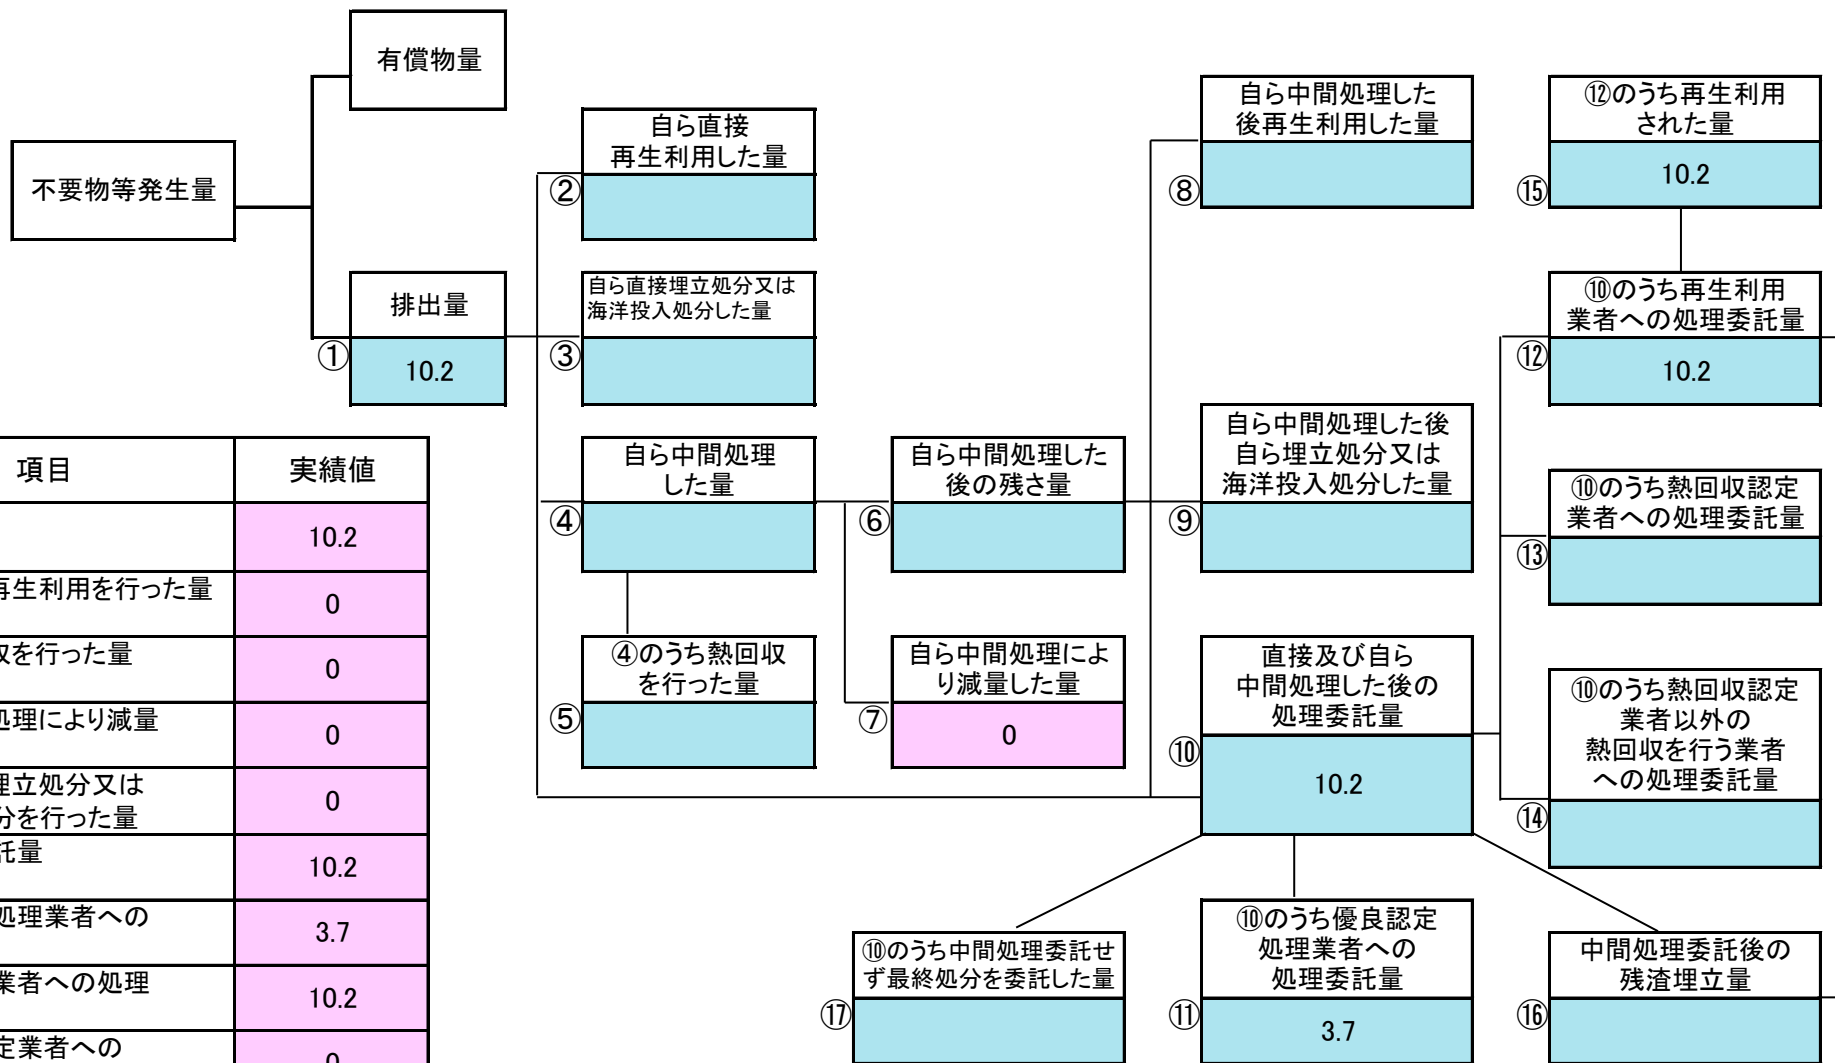 有償物量
不要物等発生量
排出量
①
10.2
自ら直接
再生利用した量
②
自ら直接埋立処分又は
海洋投入処分した量
③
自ら中間処理
した量
④
④のうち熱回収
を行った量
⑤
自ら中間処理した
後の残さ量
⑥
自ら中間処理によ
り減量した量
⑦
0
自ら中間処理した
後再生利用した量
⑧
自ら中間処理した後
自ら埋立処分又は
海洋投入処分した量
⑨
直接及び自ら
中間処理した後の
処理委託量
⑩
10.2
⑫のうち再生利用
された量
⑮
10.2
⑩のうち再生利用
業者への処理委託量
⑫
10.2
⑩のうち熱回収認定
業者への処理委託量
⑬
⑩のうち熱回収認定
業者以外の
熱回収を行う業者
への処理委託量
⑭
⑩のうち中間処理委託せ
ず最終処分を委託した量
⑰
⑩のうち優良認定
処理業者への
処理委託量
⑪
3.7
中間処理委託後の
残渣埋立量
⑯
項目
実績値
10.2
再生利用を行った量
0
収を行った量
0
処理により減量
0
埋立処分又は
分を行った量
0
託量
10.2
処理業者への
3.7
業者への処理
10.2
定業者への
0